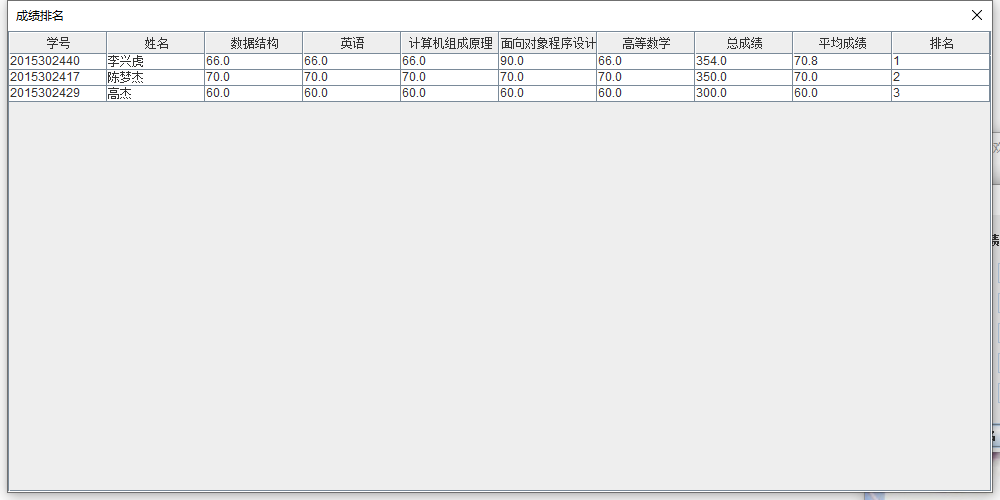 成绩排名
学号 姓名 数据结构 英语 计算机组成原理 面向对象程序设计 高等数学 总成绩 平均成绩 排名
2015302440 李兴虎 66.0 66.0 66.0 90.0 66.0 354.0 70.8 1
2015302417 陈梦杰 70.0 70.0 70.0 70.0 70.0 350.0 70.0 2
2015302429 高杰 60.0 60.0 60.0 60.0 60.0 300.0 60.0 3
绩